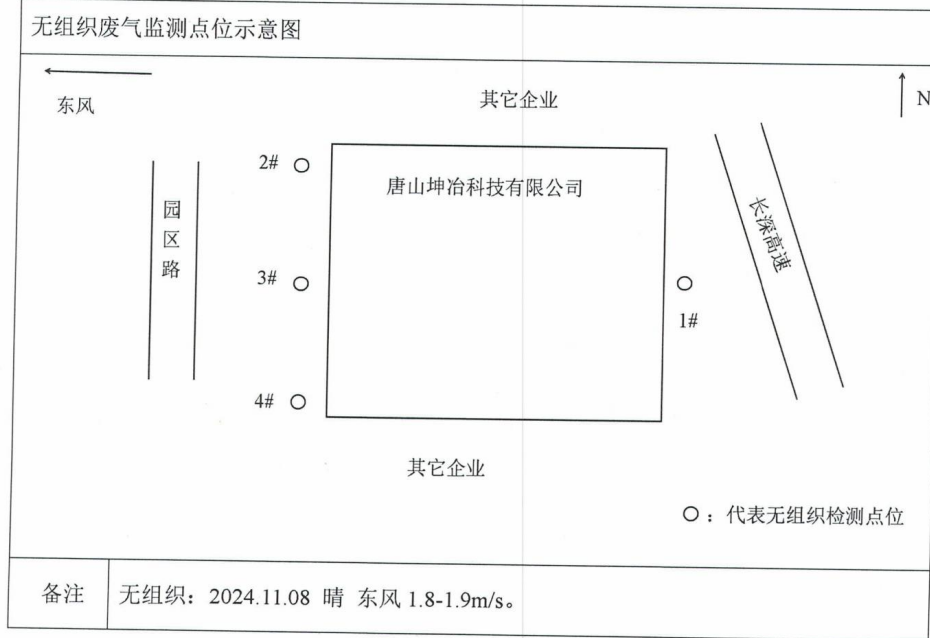 无组织废气监测点位示意图
东风
其它企业
N
2#
唐山坤冶科技有限公司
园区路
长深高速
3#
1#
4#
其它企业
：代表无组织检测点位
备注
无组织：2024.11.08 晴 东风 1.8-1.9m/s。